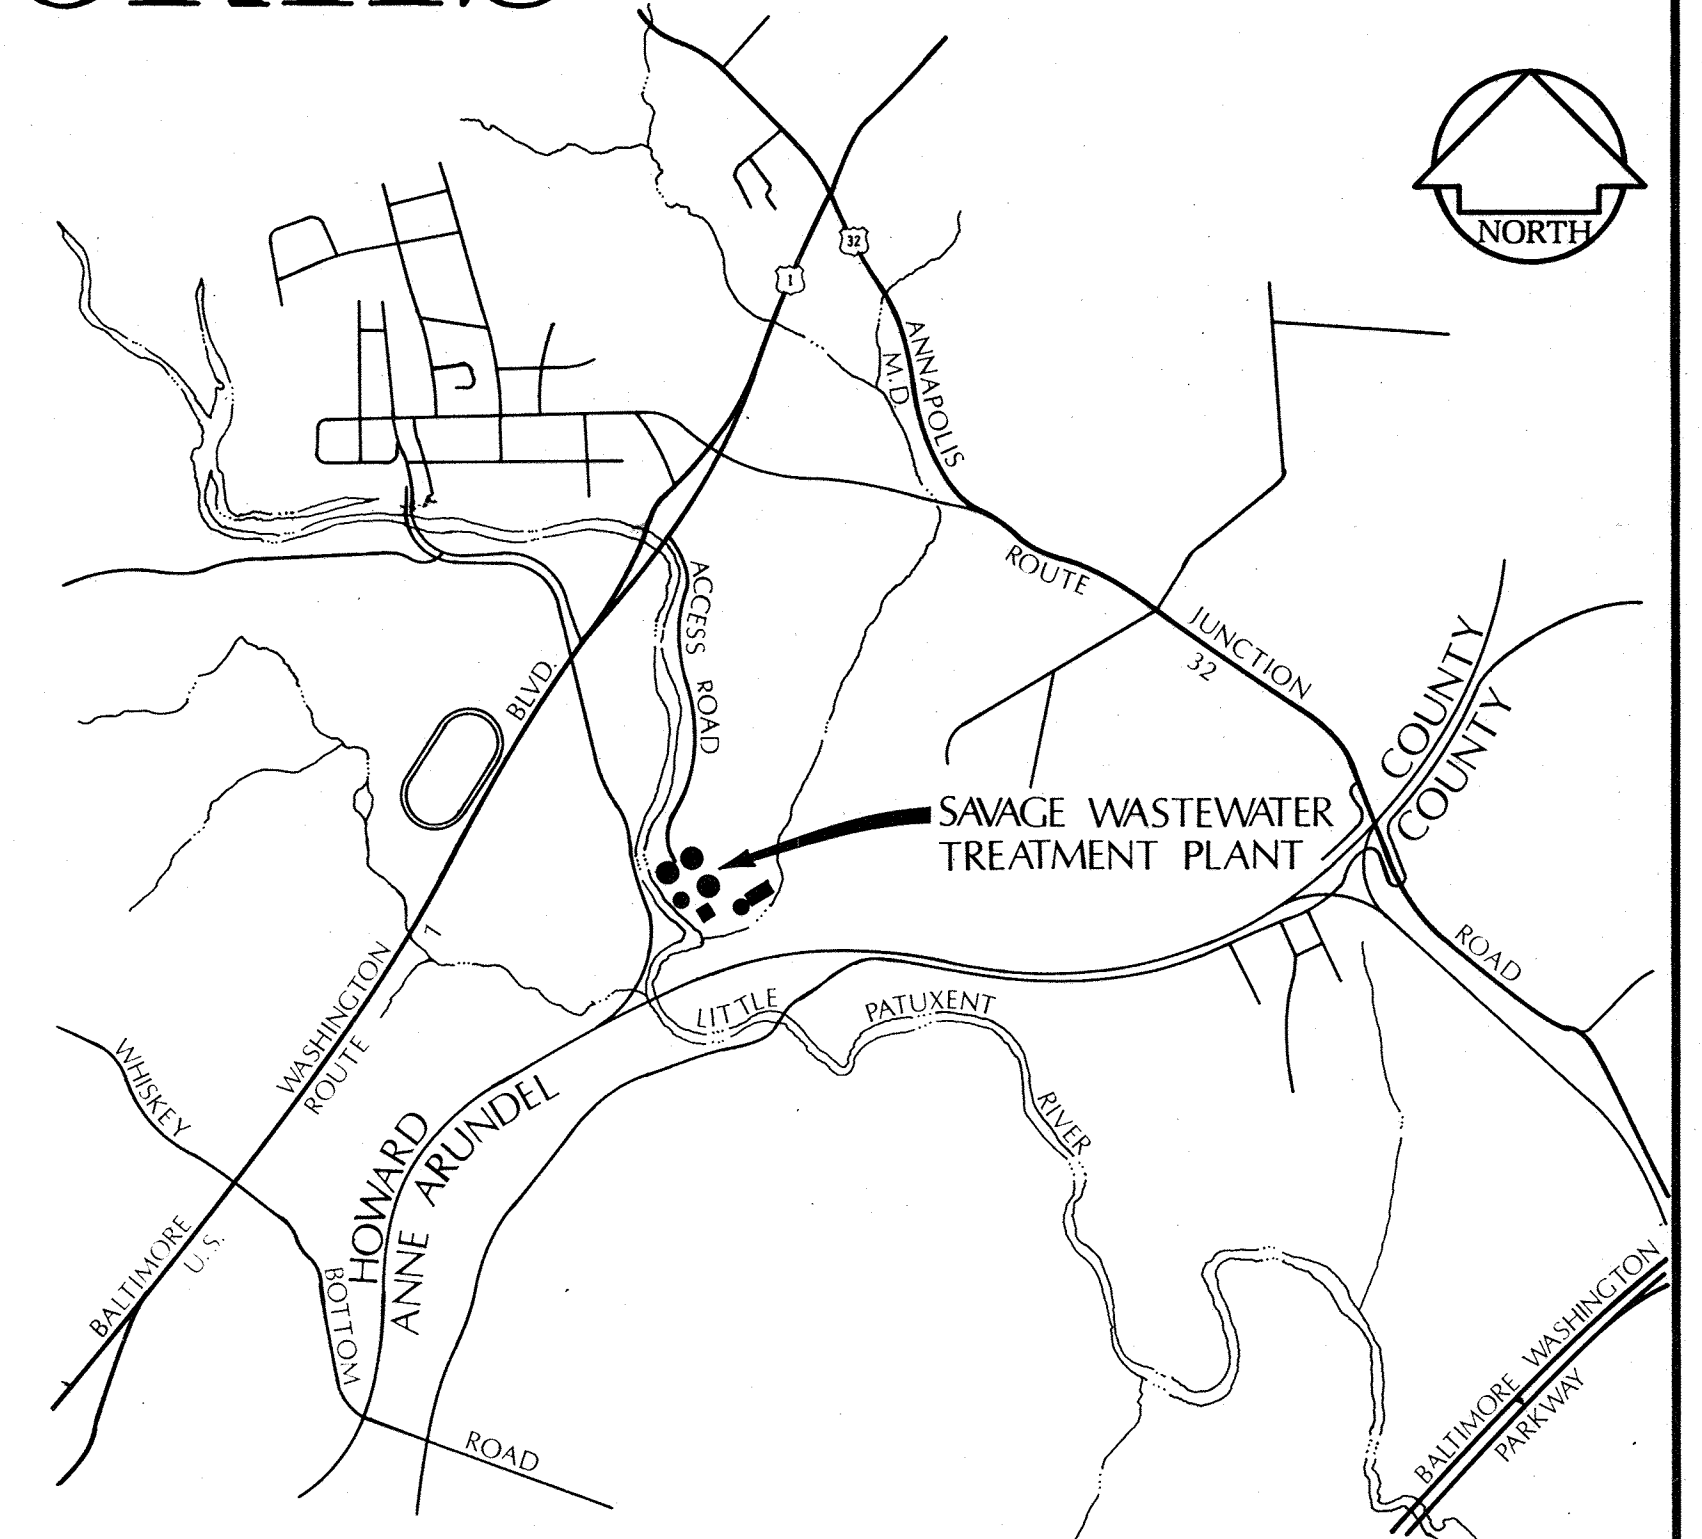 NORTH
32
1
ANNAPOLIS
M.D.
ROUTE
JUNCTION
32
ACCESS ROAD
COUNTY
COUNTY
BLVD.
SAVAGE WASTEWATER
TREATMENT PLANT
ROAD
1
WASHINGTON
ROUTE
LITTLE
PATUXENT
RIVER
WHISKEY
HOWARD
ANNE ARUNDEL
BALTIMORE
U.S.
BOTTOM
ROAD
BALTIMORE WASHINGTON
PARKWAY